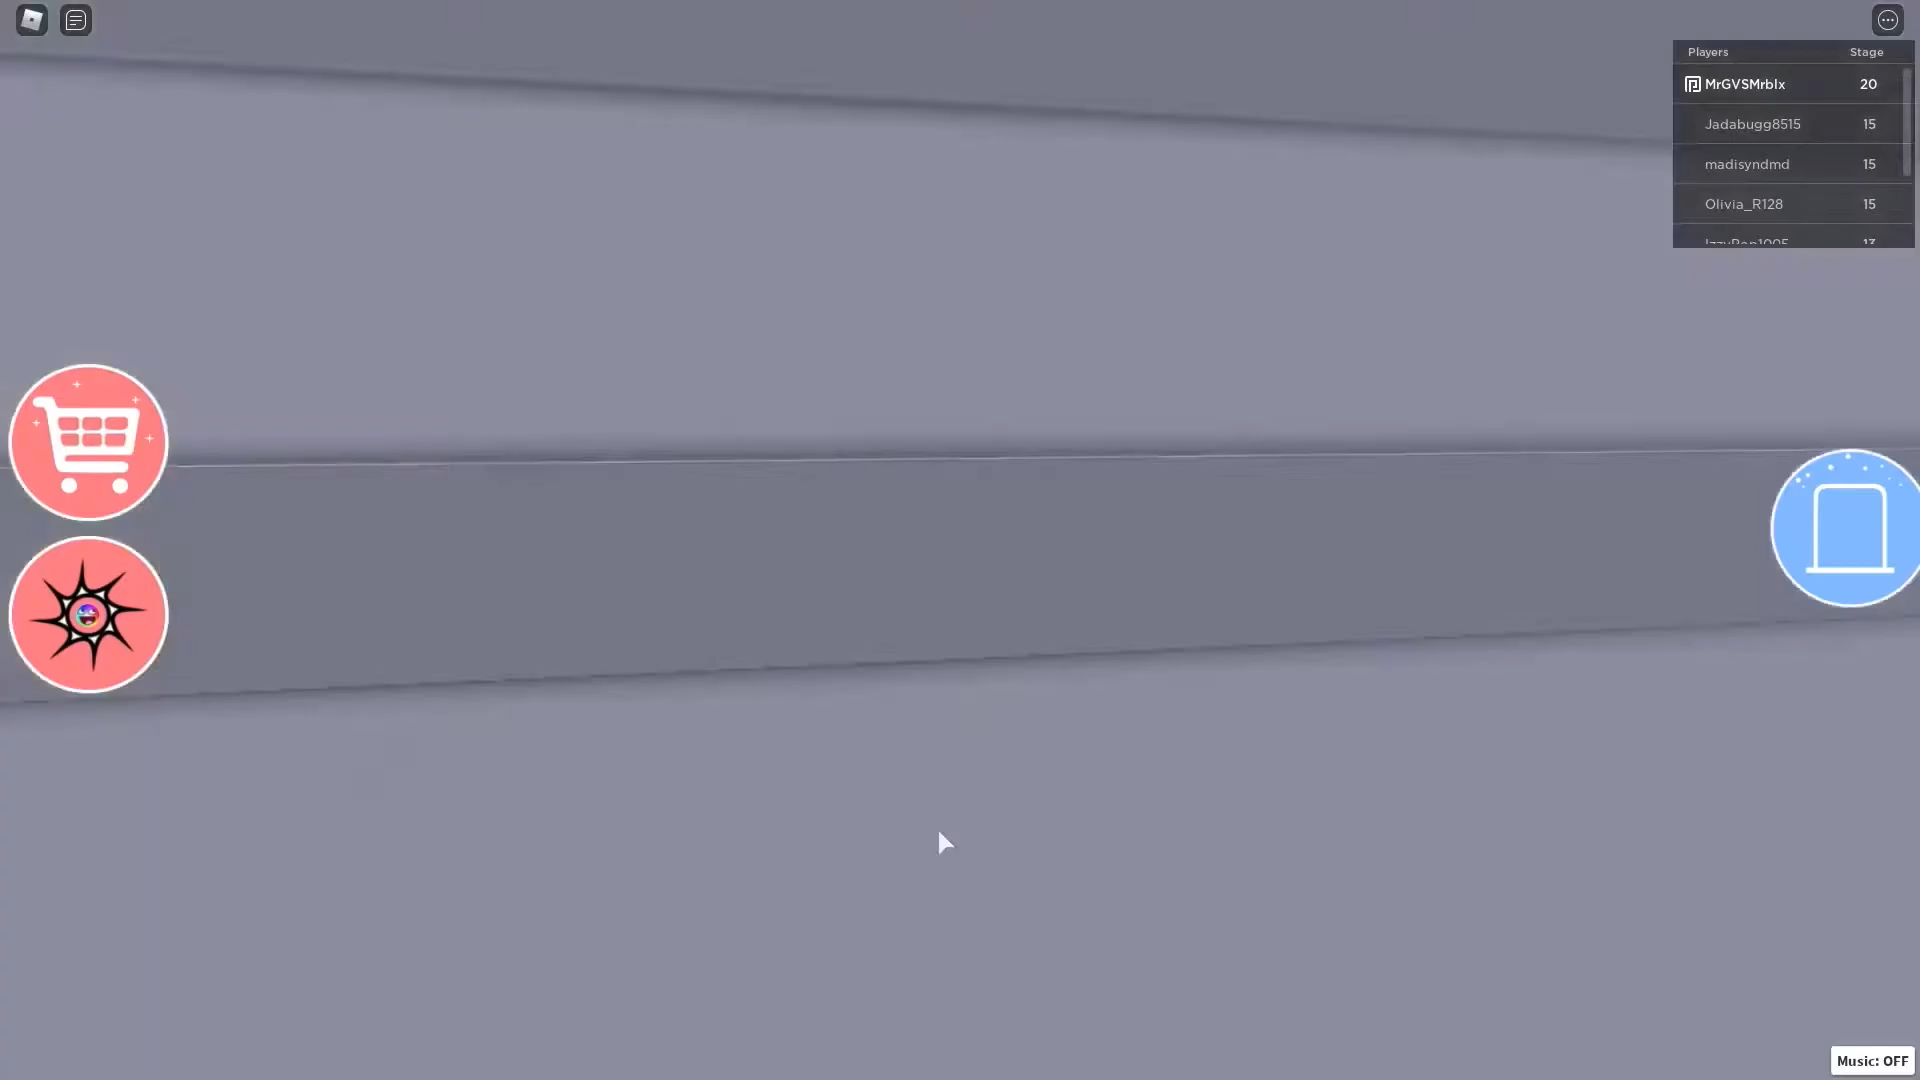 Players Stage
MrGVSMrblx 20
Jadabugg8515 15
madisyndmd 15
Olivia_R128 15
Music: OFF